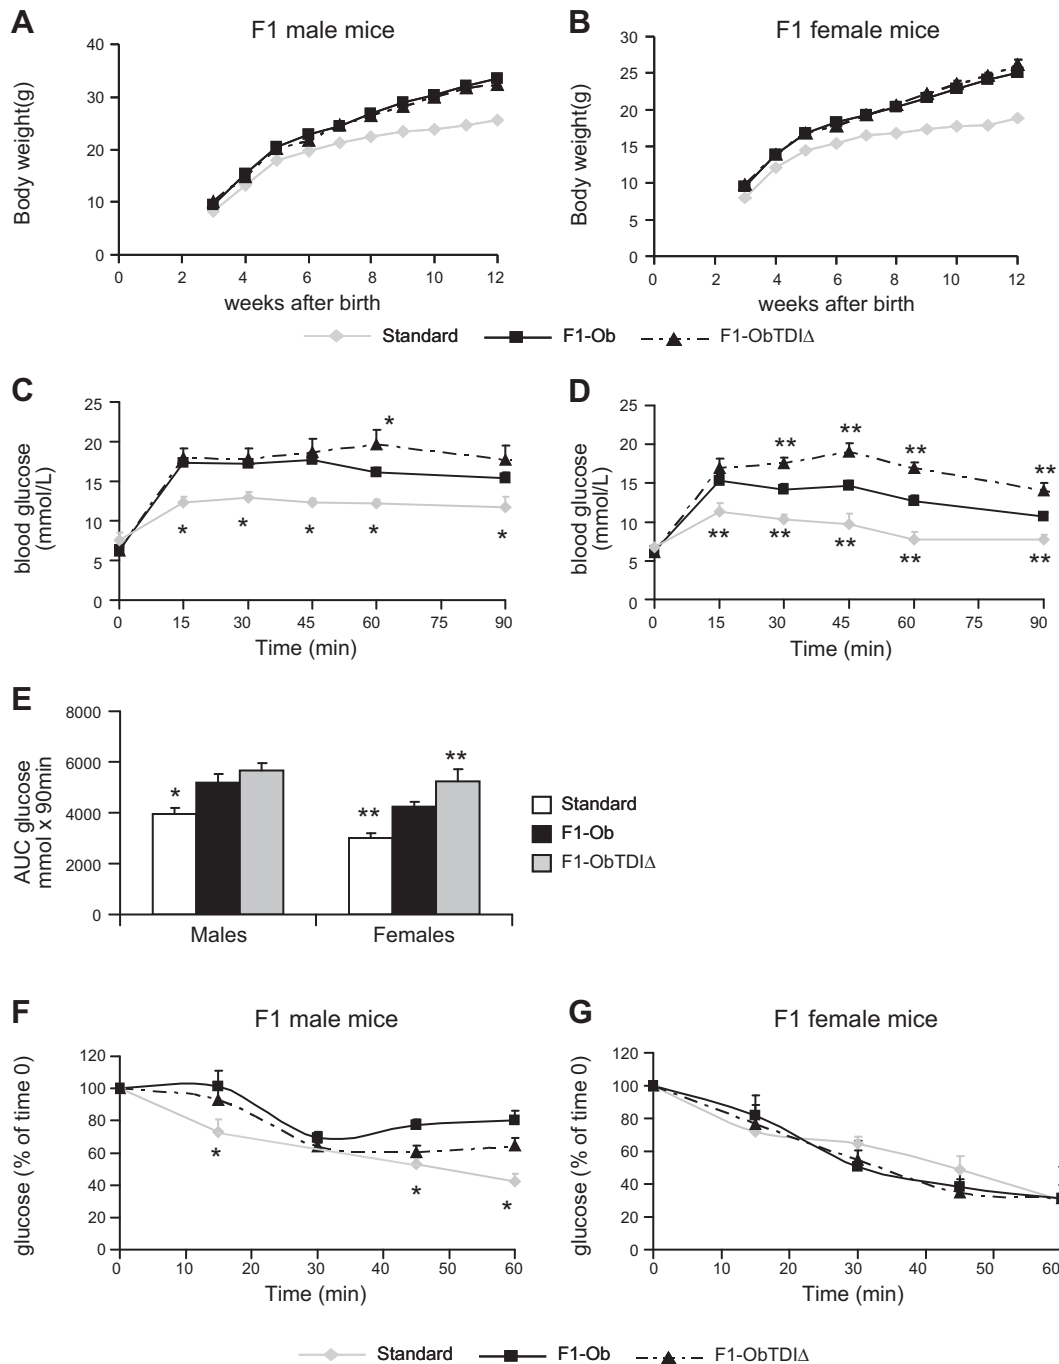 A
F1 male mice
Body weight(g)
40
30
20
10
0
0 2 4 6 8 10 12
weeks after birth
B
F1 female mice
Body weight(g)
30
25
20
15
10
5
0
0 2 4 6 8 10 12
weeks after birth
Standard F1-Ob F1-ObTDIΔ
C
blood glucose
(mmol/L)
25
20
15
10
5
0
*
* * * * *
0 15 30 45 60 75 90
Time (min)
D
blood glucose
(mmol/L)
25
20
15
10
5
0
** ** ** **
** ** ** ** **
0 15 30 45 60 75 90
Time (min)
E
AUC glucose
mmol x 90min
8000
6000
4000
2000
0
*
** **
Males Females
Standard
F1-Ob
F1-ObTDIΔ
F
F1 male mice
glucose (% of time 0)
120
100
80
60
40
20
0
* * *
0 10 20 30 40 50 60
Time (min)
G
F1 female mice
glucose (% of time 0)
120
100
80
60
40
20
0
0 10 20 30 40 50 60
Time (min)
Standard F1-Ob F1-ObTDIΔ